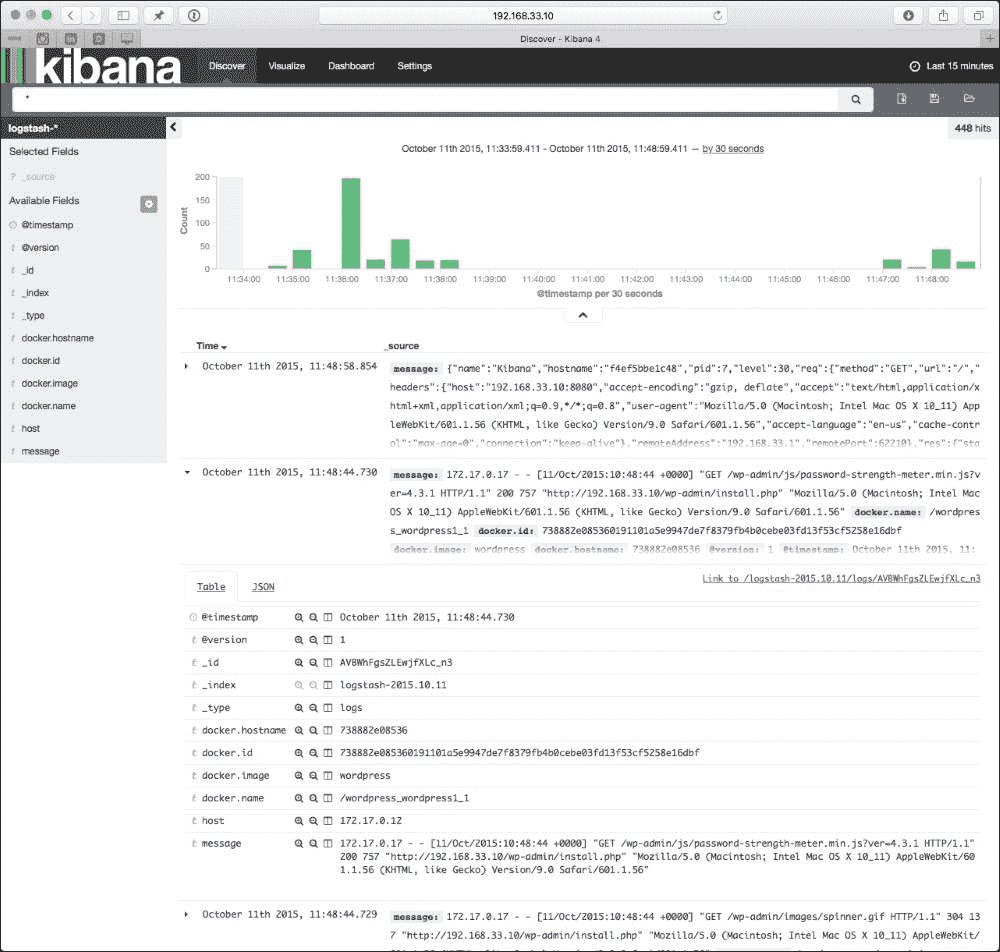 192.168.33.10
Discover - Kibana 4
kibana
Discover Visualize Dashboard Settings Last 15 minutes
*
logstash-* 448 hits
Selected Fields
? _source
Available Fields
@timestamp
t @version
t _id
t _index
t _type
t docker.hostname
t docker.id
t docker.image
t docker.name
t host
t message
October 11th 2015, 11:33:59.411 - October 11th 2015, 11:48:59.411 — by 30 seconds
Count
200
150
100
50
0
11:34:00 11:35:00 11:36:00 11:37:00 11:38:00 11:39:00 11:40:00 11:41:00 11:42:00 11:43:00 11:44:00 11:45:00 11:46:00 11:47:00 11:48:00
@timestamp per 30 seconds
Time _source
October 11th 2015, 11:48:58.854 message: {"name":"Kibana","hostname":"f4ef5bbe1c48","pid":7,"level":30,"req":{"method":"GET","url":"/","
headers":{"host":"192.168.33.10:8080","accept-encoding":"gzip, deflate","accept":"text/html,application/x
html+xml,application/xml;q=0.9,*/*;q=0.8","user-agent":"Mozilla/5.0 (Macintosh; Intel Mac OS X 10_11) App
leWebKit/601.1.56 (KHTML, like Gecko) Version/9.0 Safari/601.1.56","accept-language":"en-us","cache-contr
ol":"max-age=0","connection":"keep-alive"},"remoteAddress":"192.168.33.1","remotePort":62210},"res":{"sta
October 11th 2015, 11:48:44.730 message: 172.17.0.17 - - [11/Oct/2015:10:48:44 +0000] "GET /wp-admin/js/password-strength-meter.min.js?v
er=4.3.1 HTTP/1.1" 200 757 "http://192.168.33.10/wp-admin/install.php" "Mozilla/5.0 (Macintosh; Intel Mac
OS X 10_11) AppleWebKit/601.1.56 (KHTML, like Gecko) Version/9.0 Safari/601.1.56" docker.name: /wordpres
s_wordpress1_1 docker.id: 738882e085360191101a5e9947de7f8379fb4b0cebe03fd13f53cf5258e16dbf
docker.image: wordpress docker.hostname: 738882e08536 @version: 1 @timestamp: October 11th 2015, 11:
Table JSON Link to /logstash-2015.10.11/logs/AVBWhFgsZLEwjfXLc_n3
@timestamp October 11th 2015, 11:48:44.730
t @version 1
t _id AVBWhFgsZLEwjfXLc_n3
t _index logstash-2015.10.11
t _type logs
t docker.hostname 738882e08536
t docker.id 738882e085360191101a5e9947de7f8379fb4b0cebe03fd13f53cf5258e16dbf
t docker.image wordpress
t docker.name /wordpress_wordpress1_1
t host 172.17.0.12
t message 172.17.0.17 - - [11/Oct/2015:10:48:44 +0000] "GET /wp-admin/js/password-strength-meter.min.js?ver=4.3.1 HTTP/1.1"
200 757 "http://192.168.33.10/wp-admin/install.php" "Mozilla/5.0 (Macintosh; Intel Mac OS X 10_11) AppleWebKit/60
1.1.56 (KHTML, like Gecko) Version/9.0 Safari/601.1.56"
October 11th 2015, 11:48:44.729 message: 172.17.0.17 - - [11/Oct/2015:10:48:44 +0000] "GET /wp-admin/images/spinner.gif HTTP/1.1" 304 13
7 "http://192.168.33.10/wp-admin/install.php" "Mozilla/5.0 (Macintosh; Intel Mac OS X 10_11) AppleWebKit/